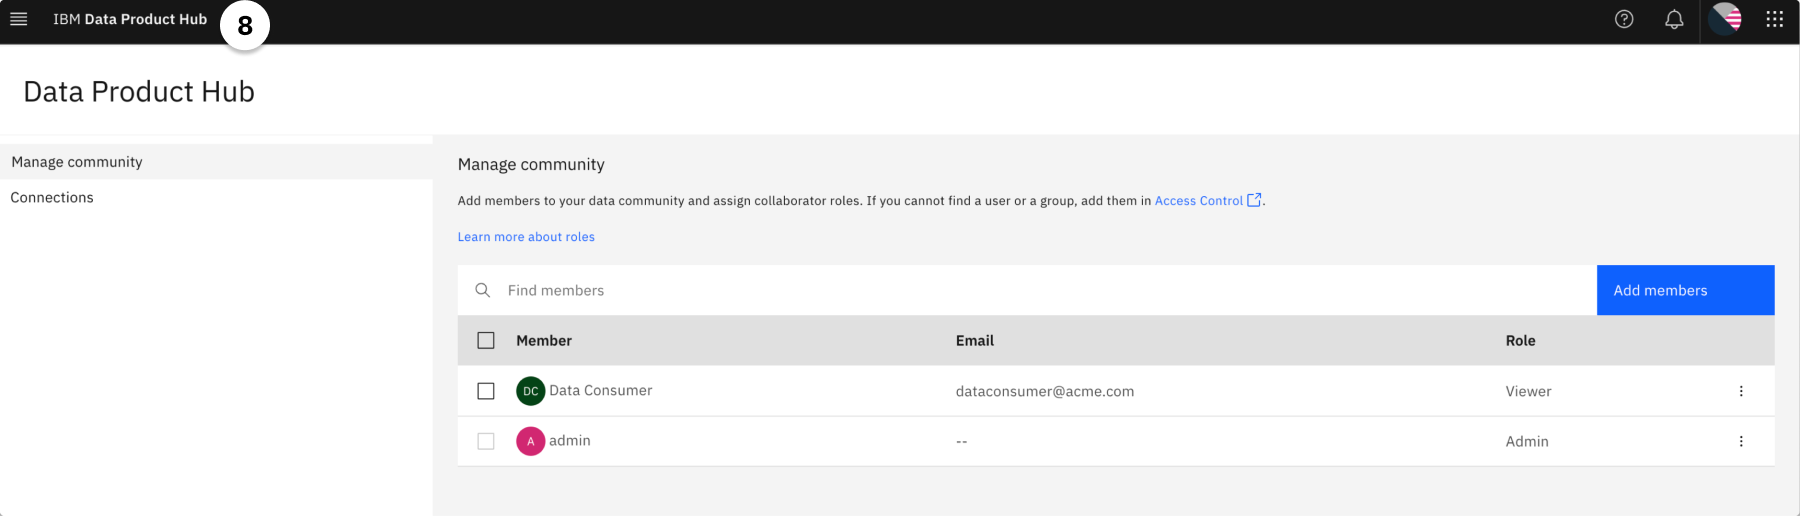 IBM Data Product Hub
8
Data Product Hub
Manage community
Connections
Manage community
Add members to your data community and assign collaborator roles. If you cannot find a user or a group, add them in Access Control.
Learn more about roles
Find members
Add members
Member Email Role
DC Data Consumer dataconsumer@acme.com Viewer
A admin -- Admin